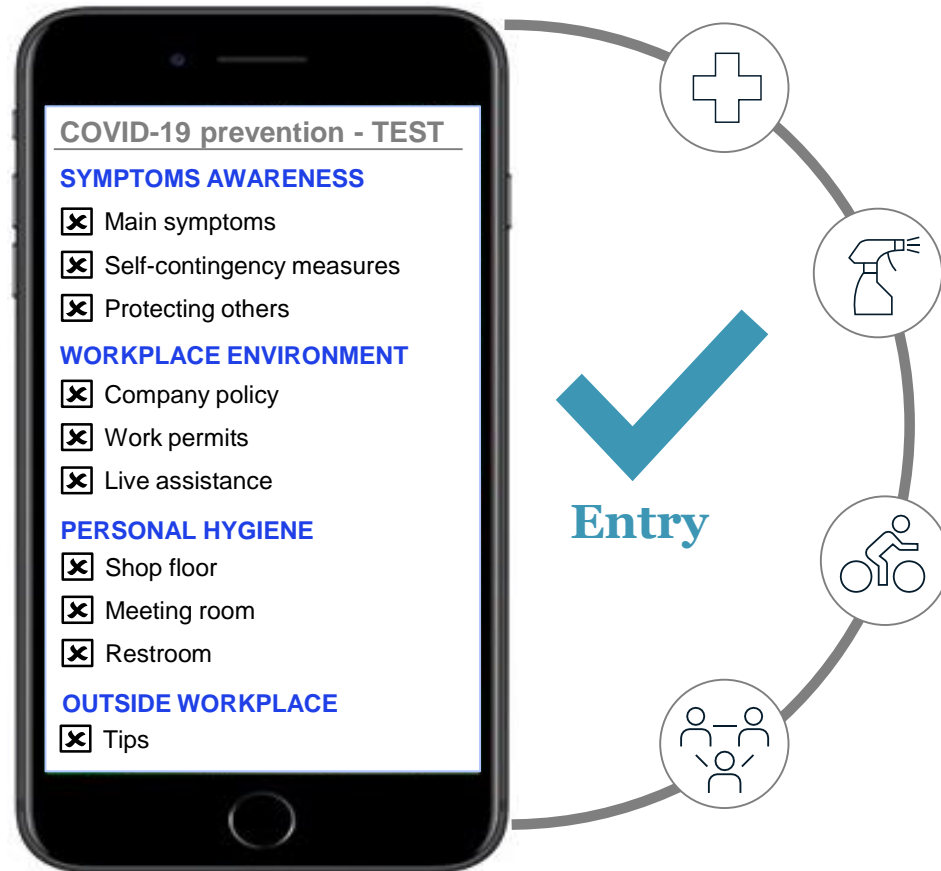 COVID-19 prevention - TEST
SYMPTOMS AWARENESS
Main symptoms
Self-contingency measures
Protecting others
WORKPLACE ENVIRONMENT
Company policy
Work permits
Live assistance
PERSONAL HYGIENE
Shop floor
Meeting room
Restroom
OUTSIDE WORKPLACE
Tips
Entry